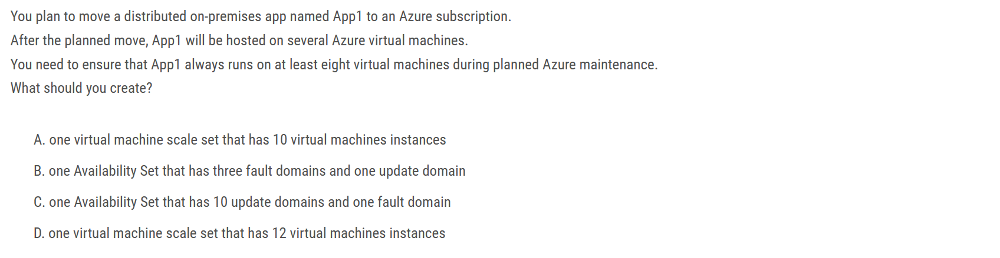 You plan to move a distributed on-premises app named App1 to an Azure subscription.
After the planned move, App1 will be hosted on several Azure virtual machines.
You need to ensure that App1 always runs on at least eight virtual machines during planned Azure maintenance.
What should you create?
A. one virtual machine scale set that has 10 virtual machines instances
B. one Availability Set that has three fault domains and one update domain
C. one Availability Set that has 10 update domains and one fault domain
D. one virtual machine scale set that has 12 virtual machines instances